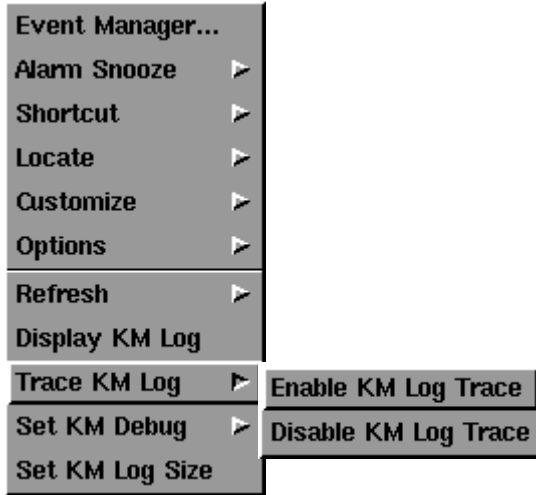 Event Manager...
Alarm Snooze
Shortcut
Locate
Customize
Options
Refresh
Display KM Log
Trace KM Log
Enable KM Log Trace
Set KM Debug
Disable KM Log Trace
Set KM Log Size